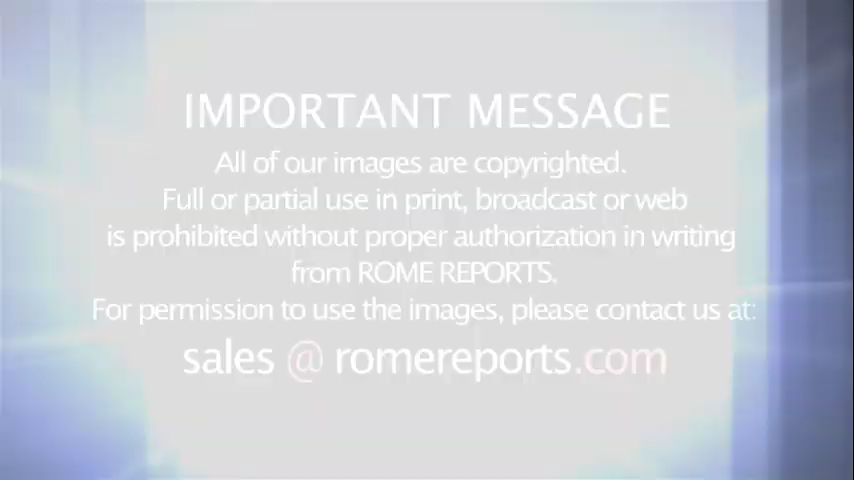 IMPORTANT MESSAGE
All of our images are copyrighted.
Full or partial use in print, broadcast or web
is prohibited without proper authorization in writing
from ROME REPORTS.
For permission to use the images, please contact us at:
sales @ romereports.com